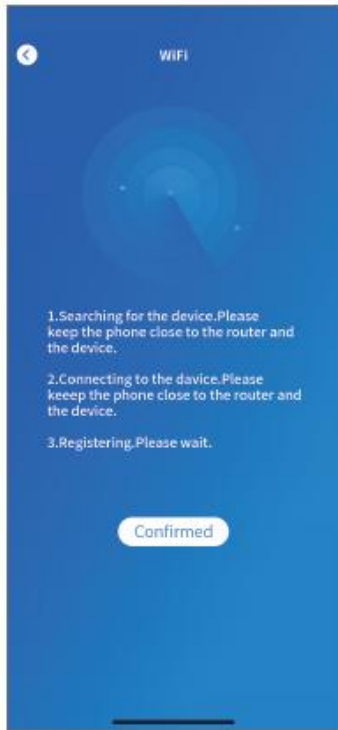 WiFi
1.Searching for the device.Please
keep the phone close to the router and
the device.
2.Connecting to the davice.Please
keeep the phone close to the router and
the device.
3.Registering.Please wait.
Confirmed